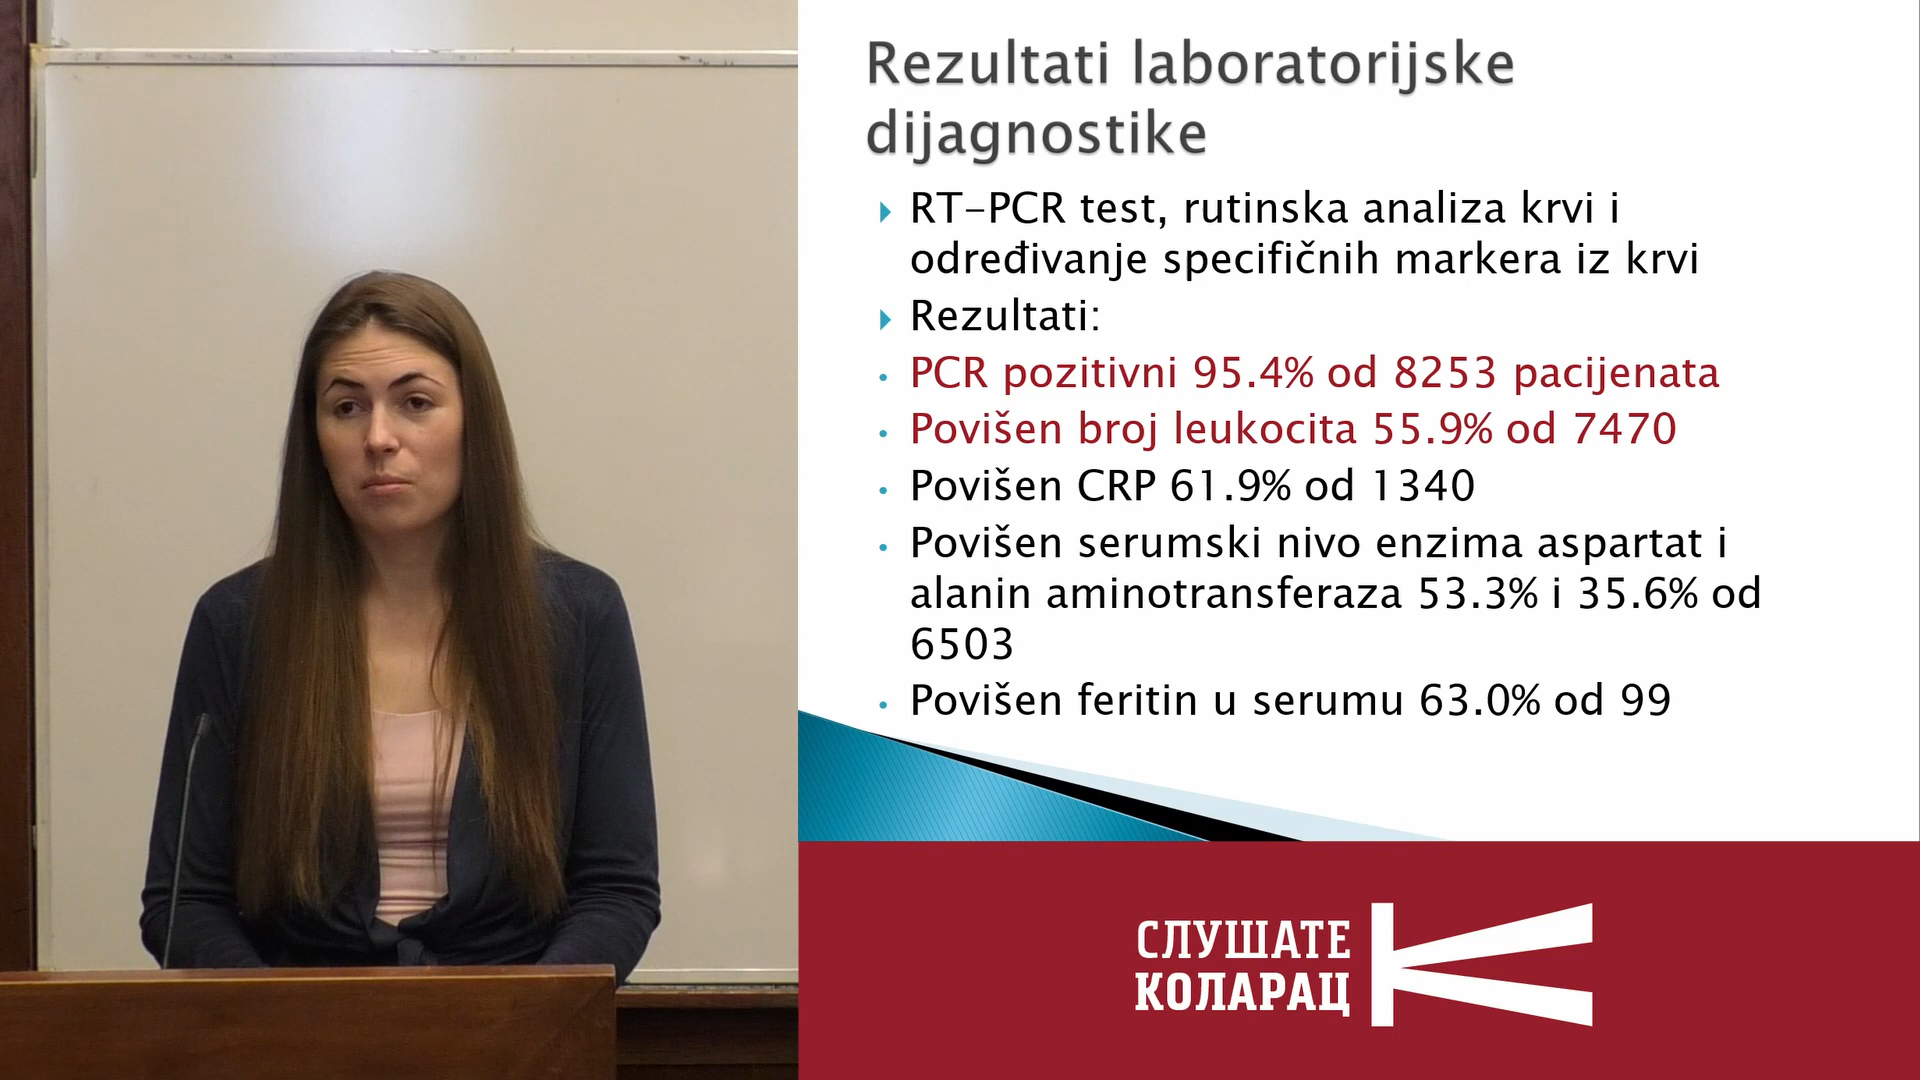 Rezultati laboratorijske
dijagnostike
RT-PCR test, rutinska analiza krvi i
određivanje specifičnih markera iz krvi
Rezultati:
PCR pozitivni 95.4% od 8253 pacijenata
Povišen broj leukocita 55.9% od 7470
Povišen CRP 61.9% od 1340
Povišen serumski nivo enzima aspartat i
alanin aminotransferaza 53.3% i 35.6% od
6503
Povišen feritin u serumu 63.0% od 99
СЛУШАТЕ
КОЛАРАЦ